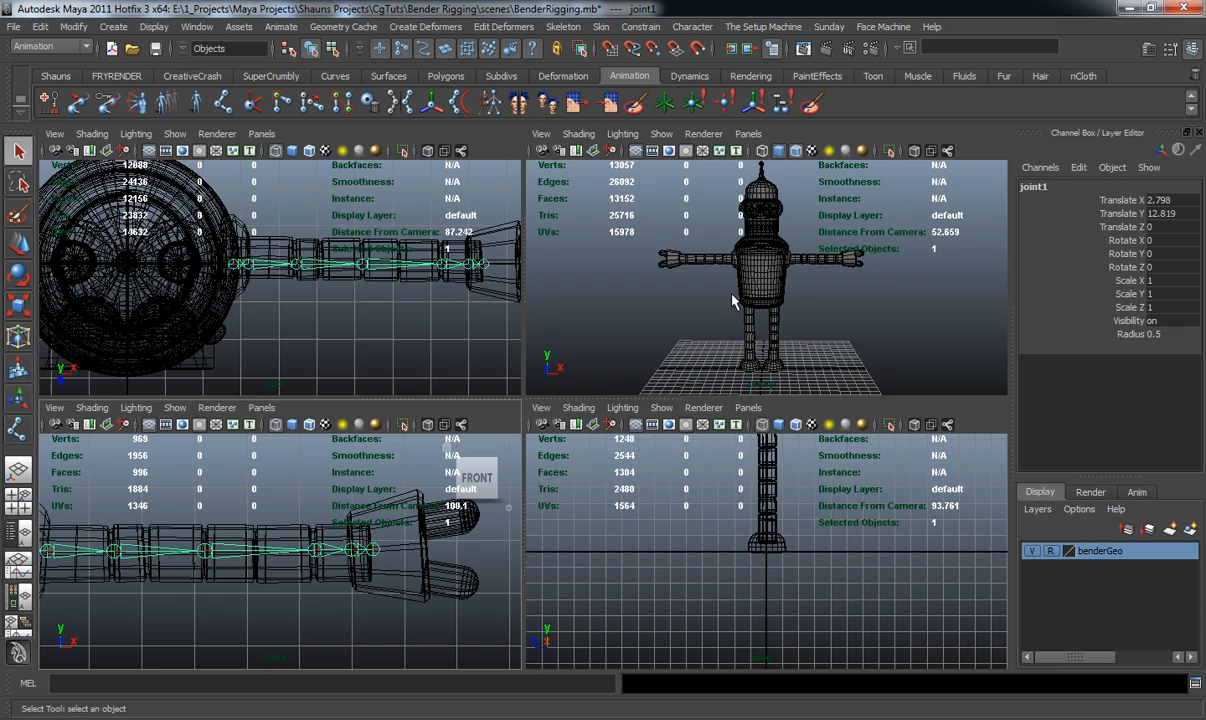 Autodesk Maya 2011 Hotfix 3 x64: E:\1_Projects\Maya Projects\Shauns Projects\CgTuts\Bender Rigging\scenes\BenderRigging.mb* --- joint1
File Edit Modify Create Display Window Assets Animate Geometry Cache Create Deformers Edit Deformers Skeleton Skin Constrain Character The Setup Machine Sunday Face Machine Help
Animation Objects
Shauns FRYRENDER CreativeCrash SuperCrumbly Curves Surfaces Polygons Subdivs Deformation Animation Dynamics Rendering PaintEffects Toon Muscle Fluids Fur Hair nCloth
View Shading Lighting Show Renderer Panels
Verts: 12088 0 0 Backfaces: N/A
24136 0 0 Smoothness: N/A
12156 0 0 Instance: N/A
23832 0 0 Display Layer: default
14632 0 0 Distance From Camera: 87.242
Selected Objects: 1
y x
View Shading Lighting Show Renderer Panels
Verts: 13057 0 0 Backfaces: N/A
Edges: 26092 0 0 Smoothness: N/A
Faces: 13152 0 0 Instance: N/A
Tris: 25716 0 0 Display Layer: default
UVs: 15978 0 0 Distance From Camera: 52.659
Selected Objects: 1
y x
View Shading Lighting Show Renderer Panels
Verts: 969 0 0 Backfaces: N/A
Edges: 1956 0 0 Smoothness: N/A
Faces: 996 0 0 Instance: N/A
Tris: 1884 0 0 Display Layer: default
UVs: 1346 0 0 Distance From Camera: 100.1
Selected Objects: 1
FRONT
y x
View Shading Lighting Show Renderer Panels
Verts: 1248 0 0 Backfaces: N/A
Edges: 2544 0 0 Smoothness: N/A
Faces: 1304 0 0 Instance: N/A
Tris: 2480 0 0 Display Layer: default
UVs: 1564 0 0 Distance From Camera: 93.761
Selected Objects: 1
y
Channel Box / Layer Editor
Channels Edit Object Show
joint1
Translate X 2.798
Translate Y 12.819
Translate Z 0
Rotate X 0
Rotate Y 0
Rotate Z 0
Scale X 1
Scale Y 1
Scale Z 1
Visibility on
Radius 0.5
Display Render Anim
Layers Options Help
V R benderGeo
MEL
Select Tool: select an object